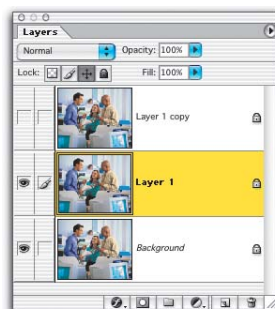 Layers
Normal Opacity: 100%
Lock: Fill: 100%
Layer 1 copy
Layer 1
Background